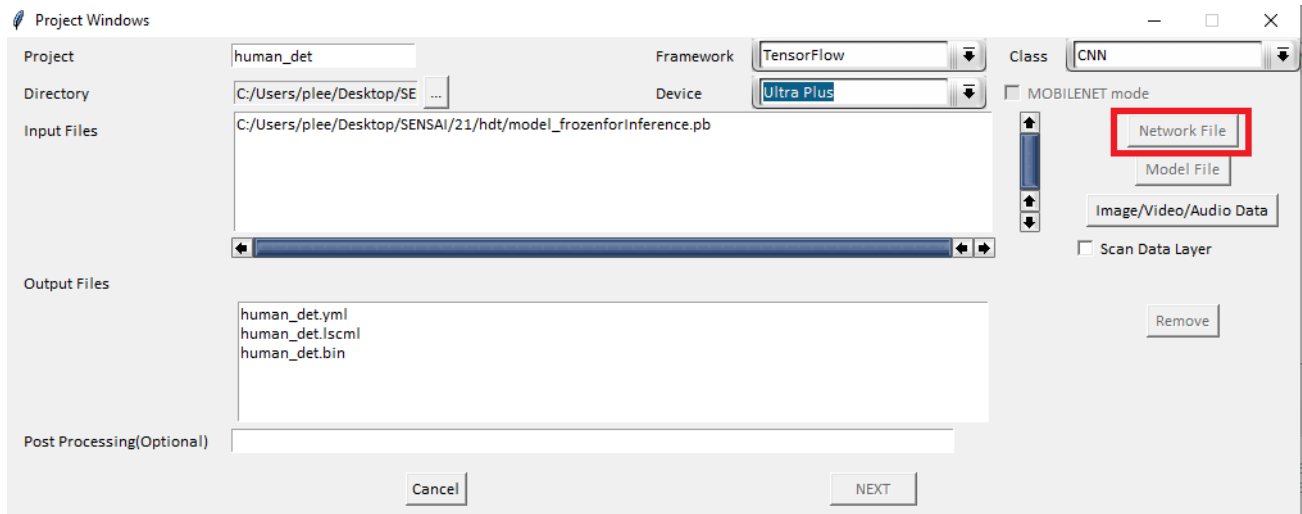 Project Windows
Project human_det Framework TensorFlow Class CNN
Directory C:/Users/plee/Desktop/SE ... Device Ultra Plus MOBILENET mode
Input Files C:/Users/plee/Desktop/SENSAI/21/hdt/model_frozenforInference.pb Network File
Model File
Image/Video/Audio Data
Scan Data Layer
Output Files
human_det.yml
human_det.lscml
human_det.bin
Remove
Post Processing(Optional)
Cancel NEXT